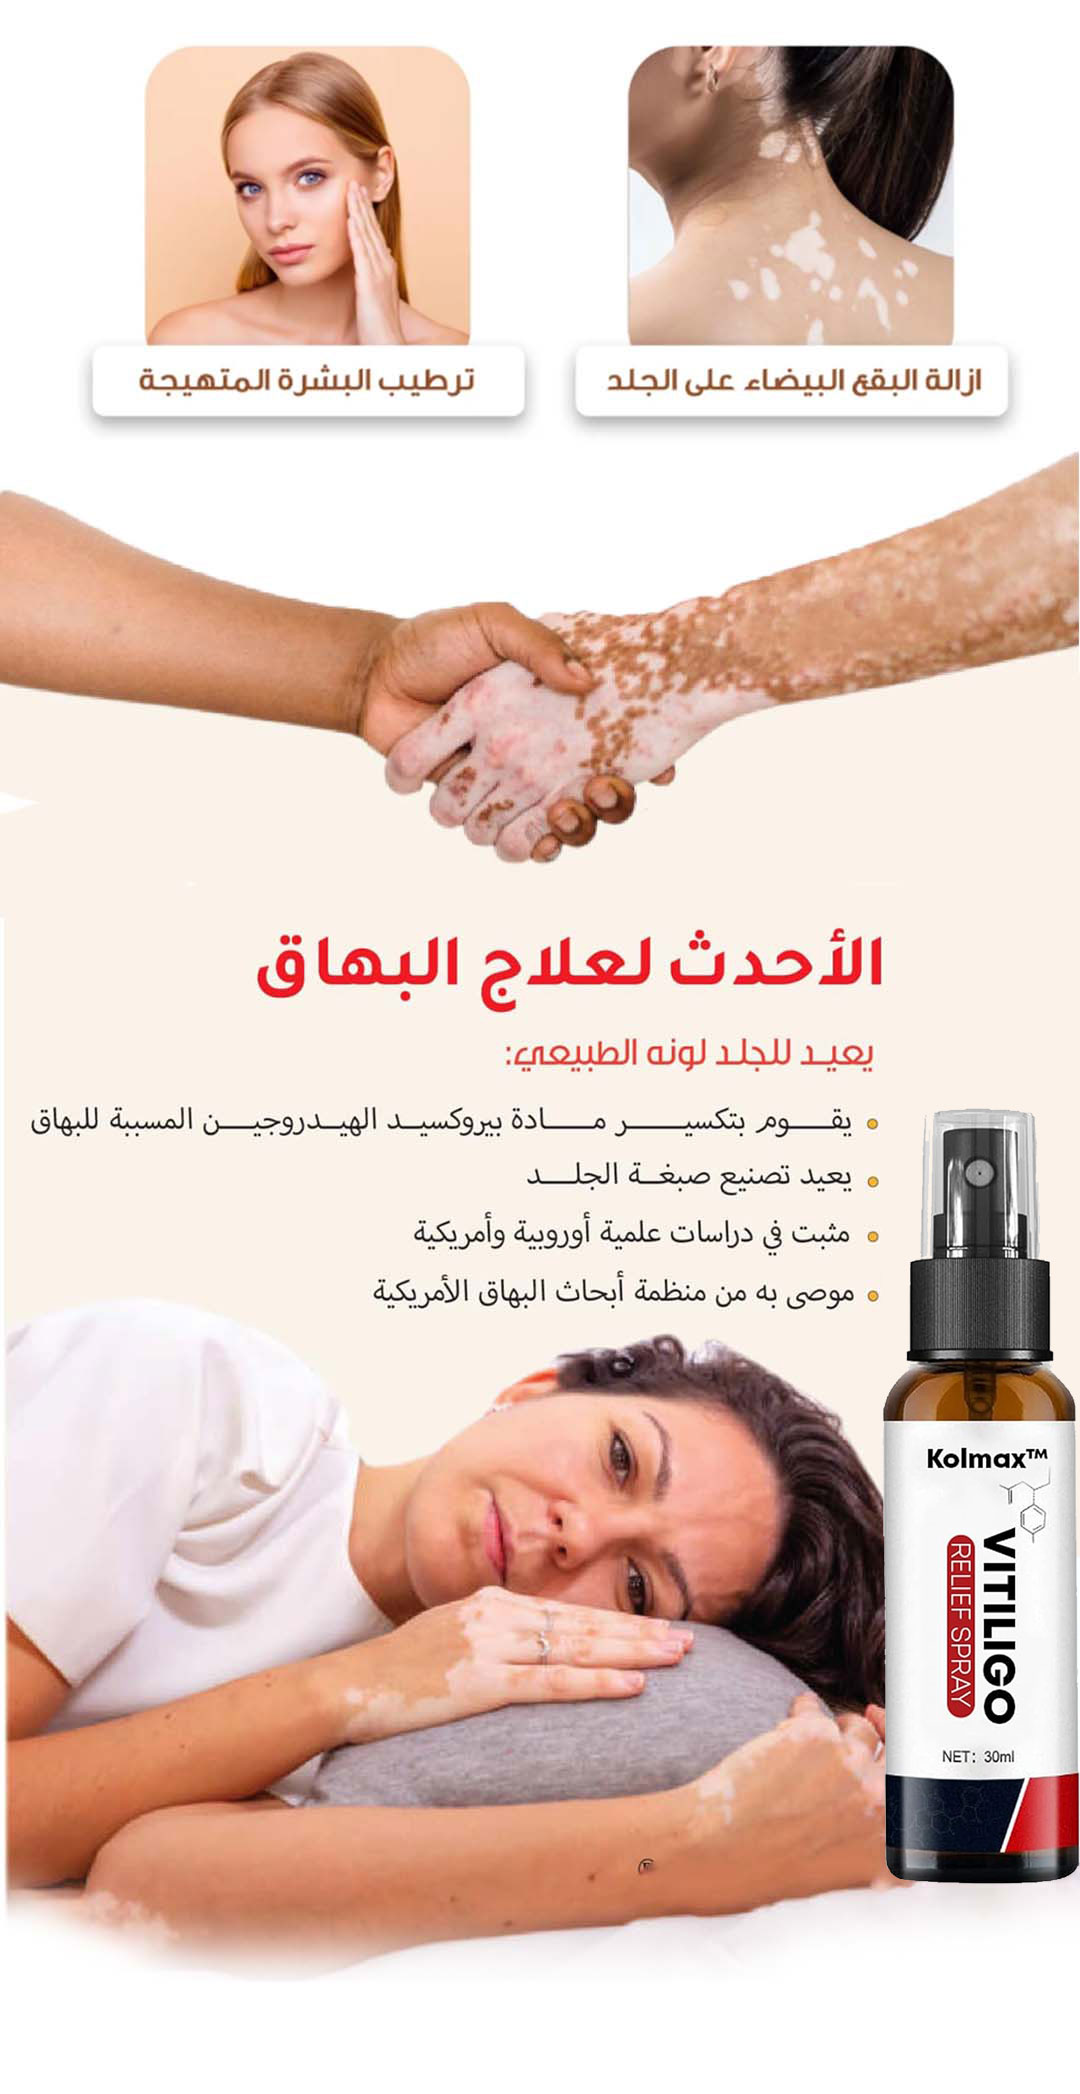 ازالة البقع البيضاء على الجلد
ترطيب البشرة المتهيجة
الأحدث لعلاج البهاق
يعيد للجلد لونه الطبيعي:
• يقوم بتكسير مادة بيروكسيد الهيدروجين المسببة للبهاق
• يعيد تصنيع صبغة الجلد
• مثبت في دراسات علمية أوروبية وأمريكية
• موصى به من منظمة أبحاث البهاق الأمريكية
Kolmax™
VITILIGO
RELIEF SPRAY
NET: 30ml